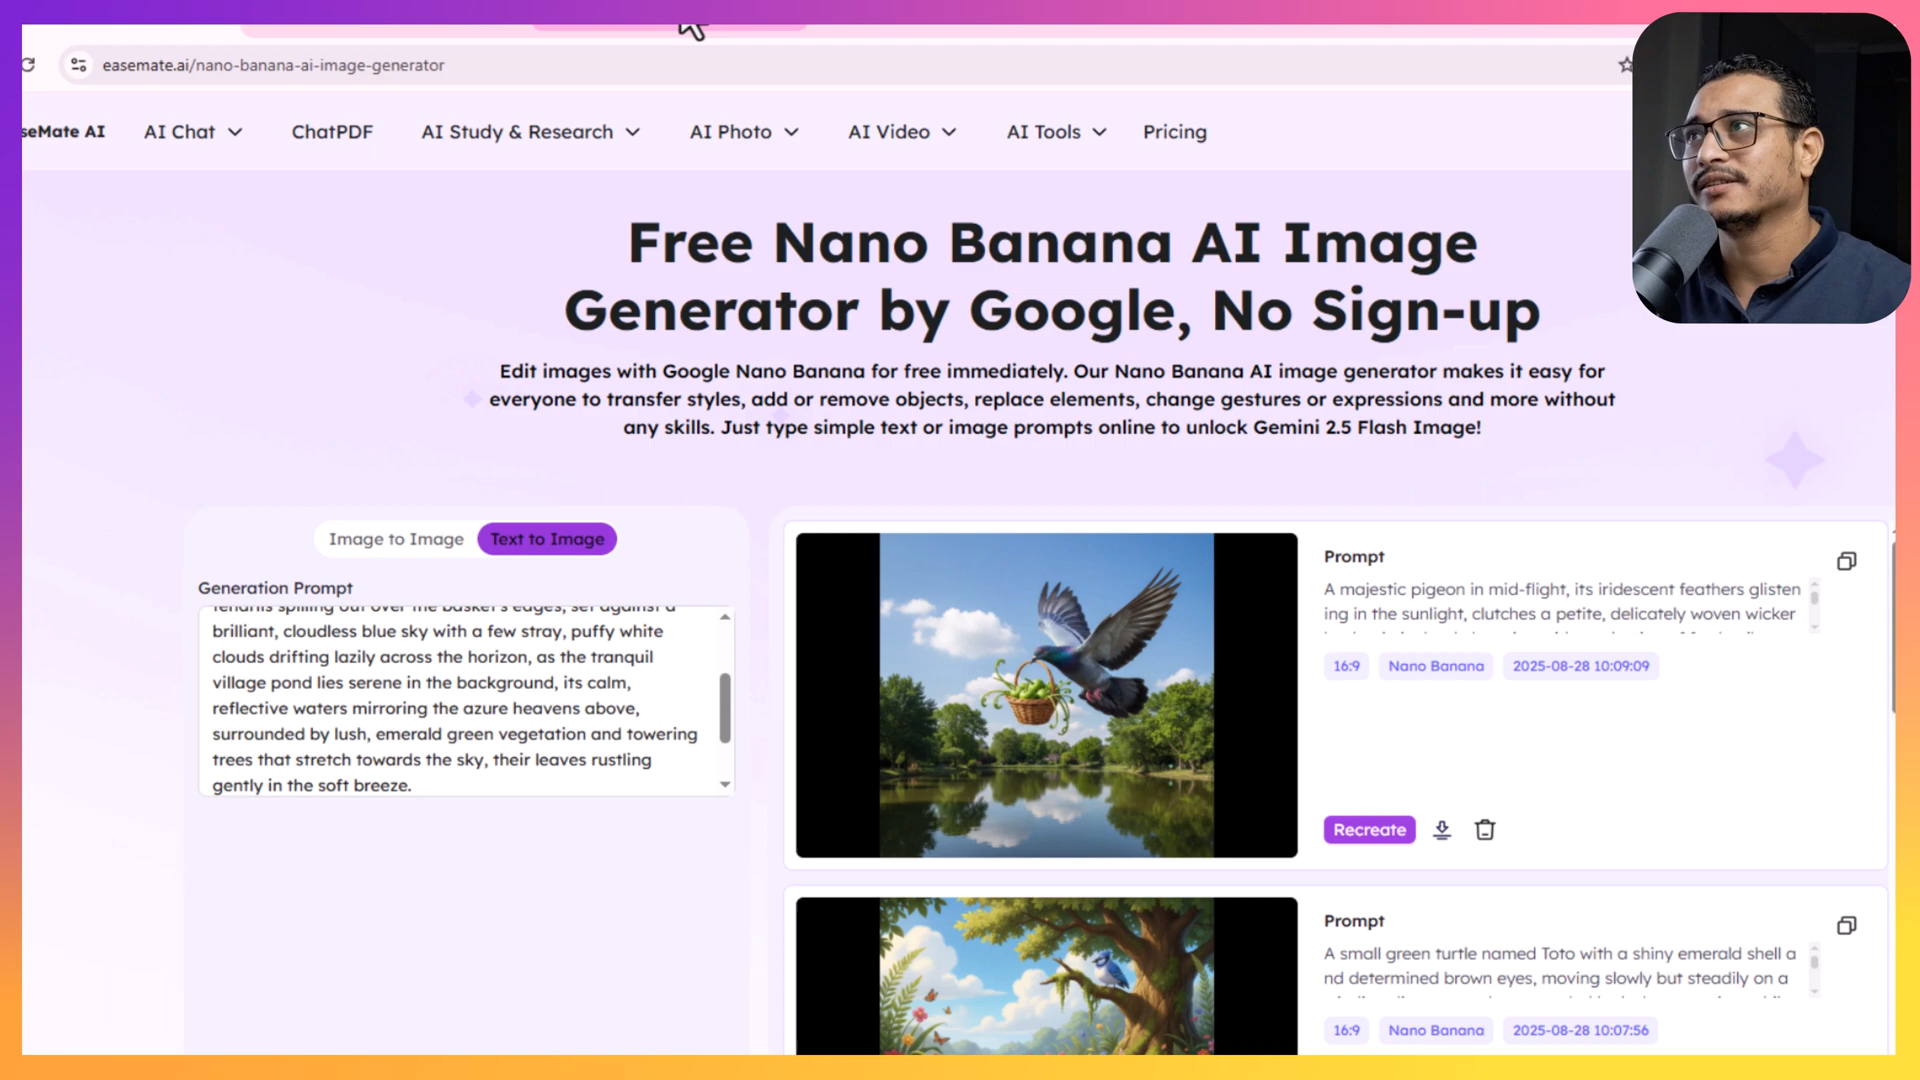 easemate.ai/nano-banana-ai-image-generator
seMate AI
AI Chat
ChatPDF
AI Study & Research
AI Photo
AI Video
AI Tools
Pricing
Free Nano Banana AI Image
Generator by Google, No Sign-up
Edit images with Google Nano Banana for free immediately. Our Nano Banana AI image generator makes it easy for
everyone to transfer styles, add or remove objects, replace elements, change gestures or expressions and more without
any skills. Just type simple text or image prompts online to unlock Gemini 2.5 Flash Image!
Image to Image
Text to Image
Generation Prompt
tendrils spilling out over the basket's edges, set against a
brilliant, cloudless blue sky with a few stray, puffy white
clouds drifting lazily across the horizon, as the tranquil
village pond lies serene in the background, its calm,
reflective waters mirroring the azure heavens above,
surrounded by lush, emerald green vegetation and towering
trees that stretch towards the sky, their leaves rustling
gently in the soft breeze.
Prompt
A majestic pigeon in mid-flight, its iridescent feathers glisten
ing in the sunlight, clutches a petite, delicately woven wicker
16:9
Nano Banana
2025-08-28 10:09:09
Recreate
Prompt
A small green turtle named Toto with a shiny emerald shell a
nd determined brown eyes, moving slowly but steadily on a
16:9
Nano Banana
2025-08-28 10:07:56